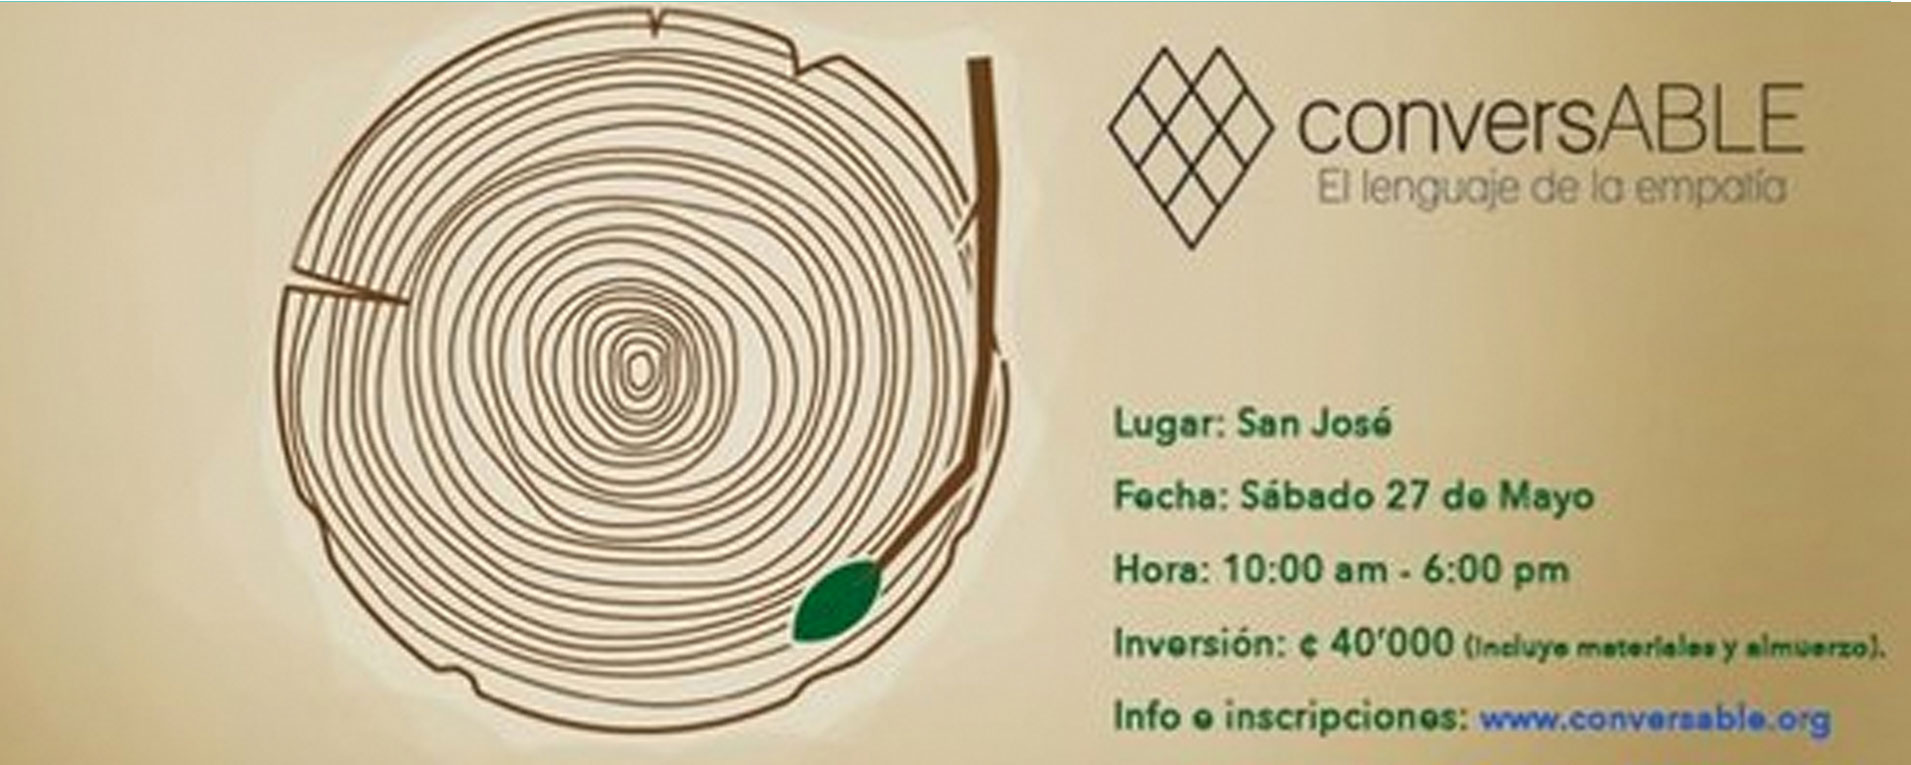 conversABLE
El lenguaje de la empatía
Lugar: San José
Fecha: Sábado 27 de Mayo
Hora: 10:00 am - 6:00 pm
Inversión: ¢ 40’000 (Incluye materiales y almuerzo).
Info e inscripciones: www.conversable.org